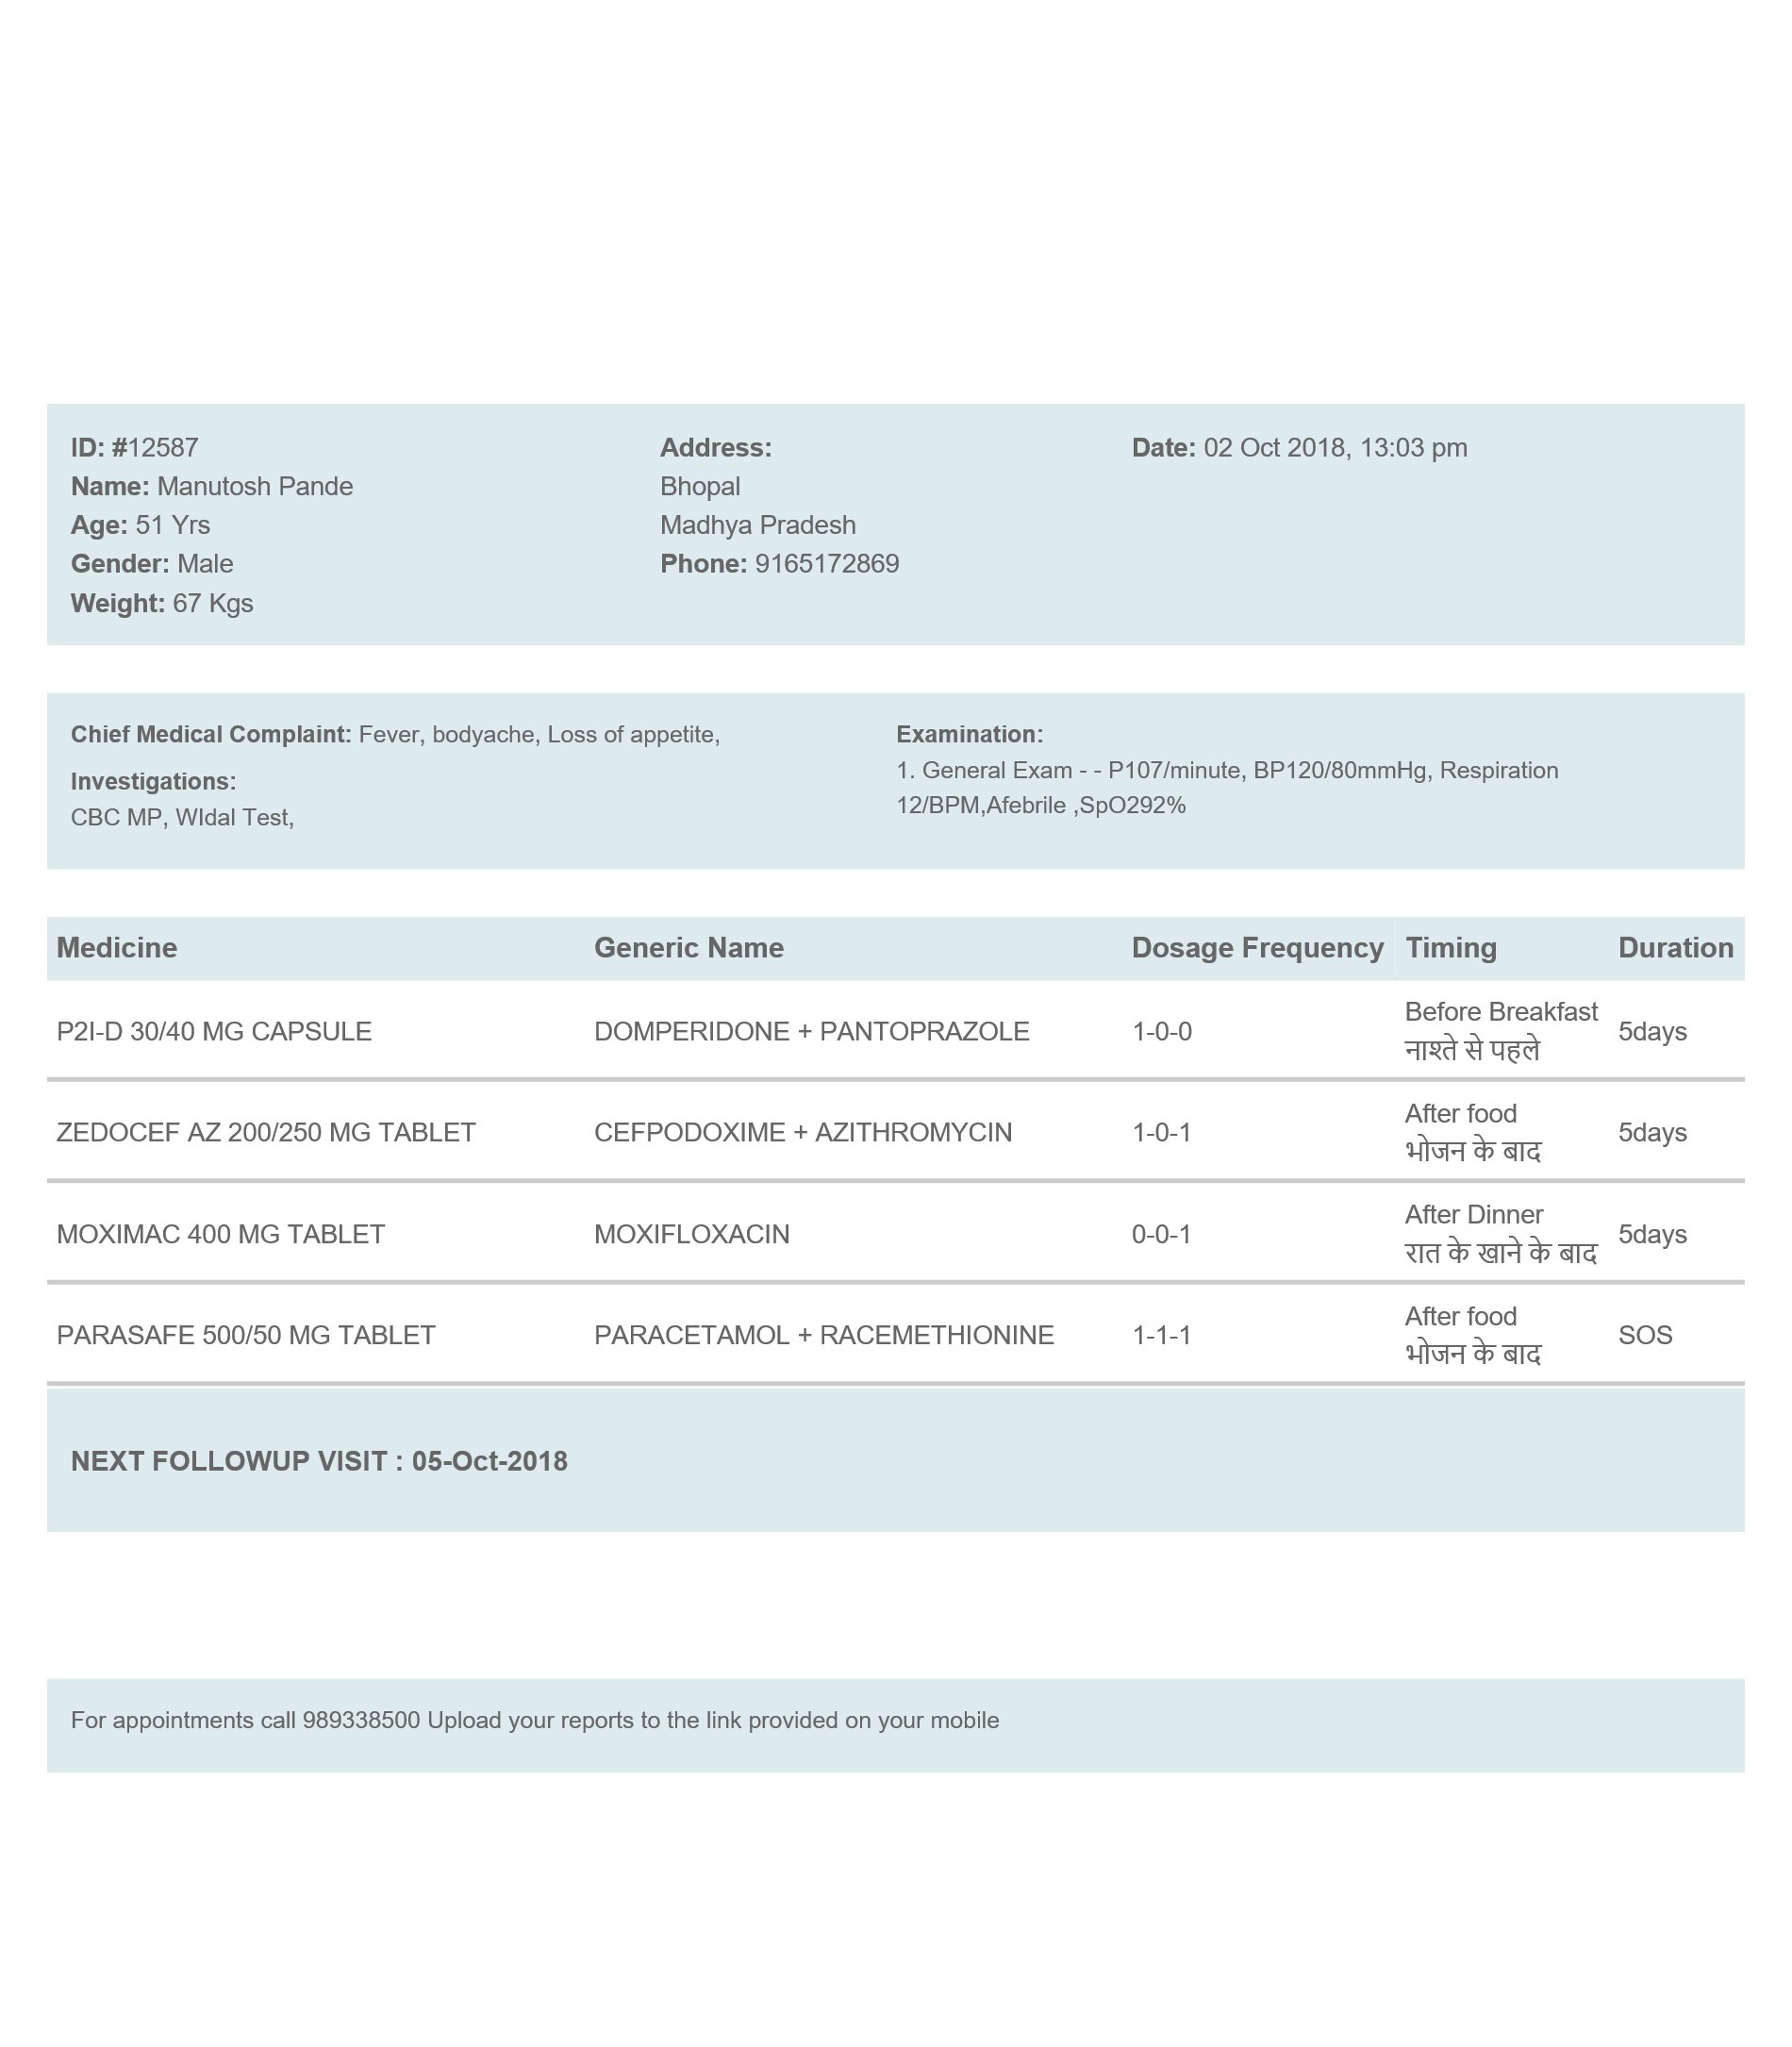 ID: #12587
Name: Manutosh Pande
Age: 51 Yrs
Gender: Male
Weight: 67 Kgs
Address:
Bhopal
Madhya Pradesh
Phone: 9165172869
Date: 02 Oct 2018, 13:03 pm
Chief Medical Complaint: Fever, bodyache, Loss of appetite,
Investigations:
CBC MP, WIdal Test,
Examination:
1. General Exam - - P107/minute, BP120/80mmHg, Respiration
12/BPM,Afebrile ,SpO292%
Medicine Generic Name Dosage Frequency Timing Duration
P2I-D 30/40 MG CAPSULE DOMPERIDONE + PANTOPRAZOLE 1-0-0 Before Breakfast 5days
नाश्ते से पहले
ZEDOCEF AZ 200/250 MG TABLET CEFPODOXIME + AZITHROMYCIN 1-0-1 After food 5days
भोजन के बाद
MOXIMAC 400 MG TABLET MOXIFLOXACIN 0-0-1 After Dinner 5days
रात के खाने के बाद
PARASAFE 500/50 MG TABLET PARACETAMOL + RACEMETHIONINE 1-1-1 After food SOS
भोजन के बाद
NEXT FOLLOWUP VISIT : 05-Oct-2018
For appointments call 989338500 Upload your reports to the link provided on your mobile